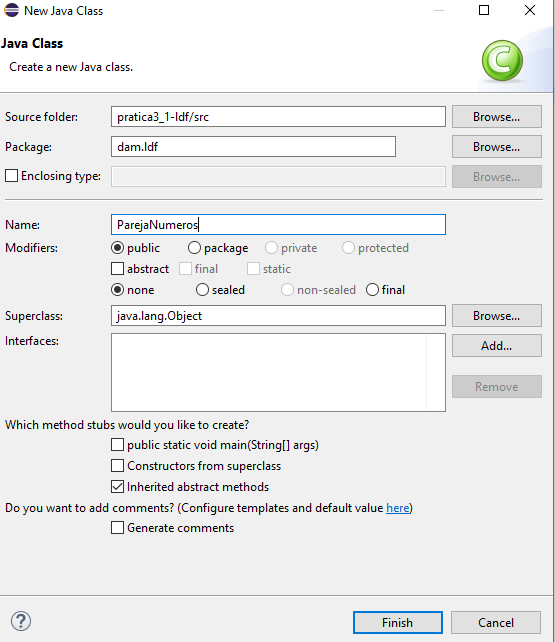 New Java Class
Java Class
Create a new Java class.
Source folder: pratica3_1-ldf/src Browse...
Package: dam.ldf Browse...
Enclosing type: Browse...
Name: ParejaNumeros
Modifiers: public package private protected
abstract final static
none sealed non-sealed final
Superclass: java.lang.Object Browse...
Interfaces: Add...
Remove
Which method stubs would you like to create?
public static void main(String[] args)
Constructors from superclass
Inherited abstract methods
Do you want to add comments? (Configure templates and default value here)
Generate comments
? Finish Cancel